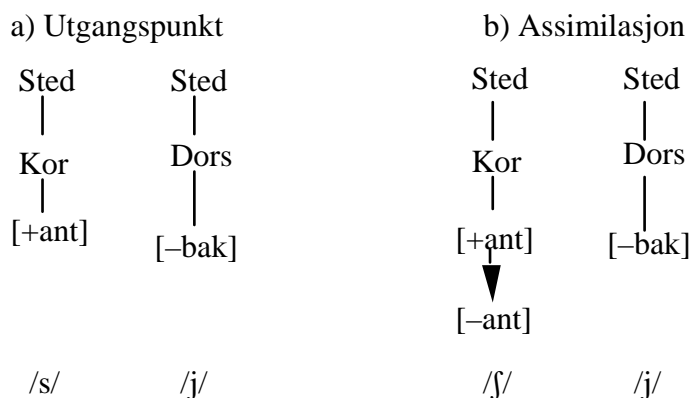 a) Utgangspunkt b) Assimilasjon
Sted Sted Sted Sted
Kor Dors Kor Dors
[+ant] [–bak] [+ant] [–bak]
[–ant]
/s/ /j/ /ʃ/ /j/